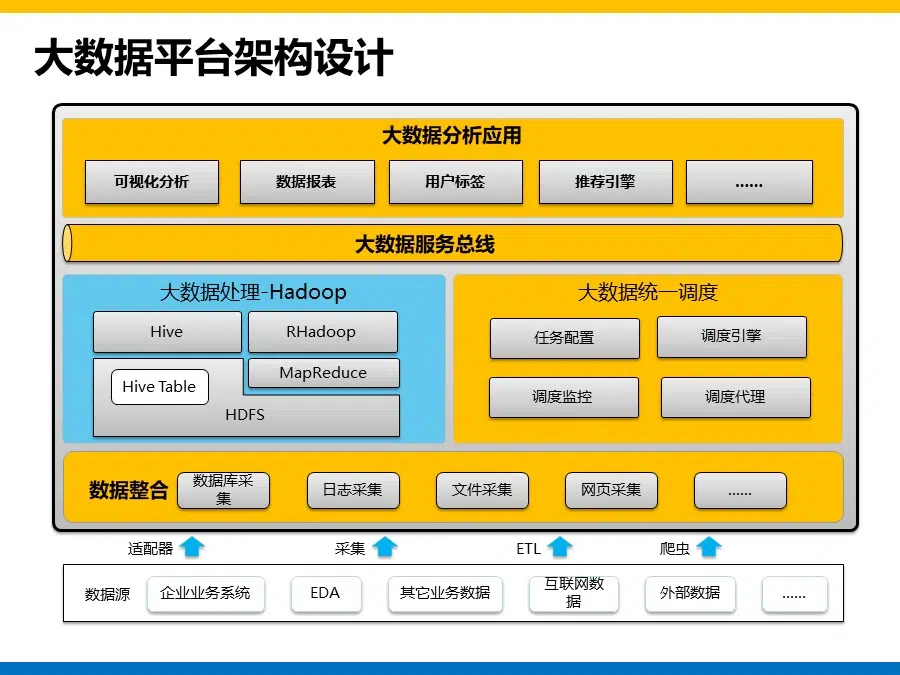 大数据平台架构设计
大数据分析应用
可视化分析
数据报表
用户标签
推荐引擎
......
大数据服务总线
大数据处理-Hadoop
Hive
RHadoop
Hive Table
MapReduce
HDFS
大数据统一调度
任务配置
调度引擎
调度监控
调度代理
数据整合
数据库采
集
日志采集
文件采集
网页采集
......
适配器
采集
ETL
爬虫
数据源
企业业务系统
EDA
其它业务数据
互联网数
据
外部数据
......